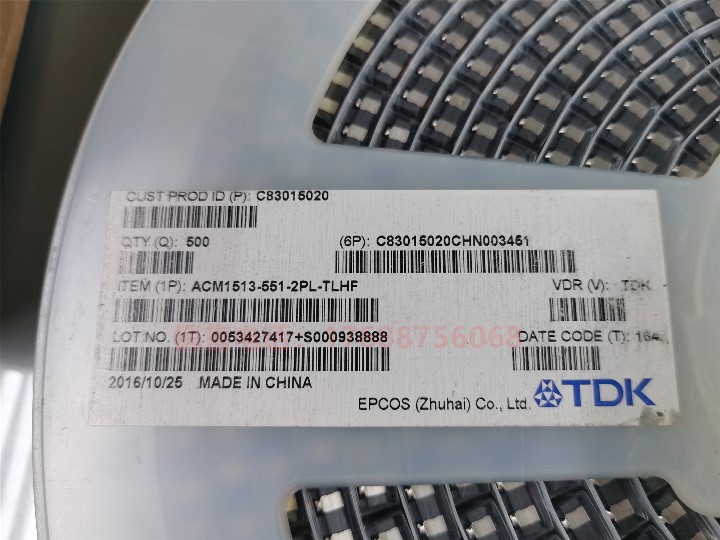 CUST PROD ID (P): C83015020
QTY (Q): 500 (6P): C83015020CHN003451
ITEM (1P): ACM1513-551-2PL-TLHF VDR (V): TDK
LOT NO. (1T): 0053427417+S000938888 DATE CODE (T):
2016/10/25 MADE IN CHINA
EPCOS (Zhuhai) Co., Ltd. TDK